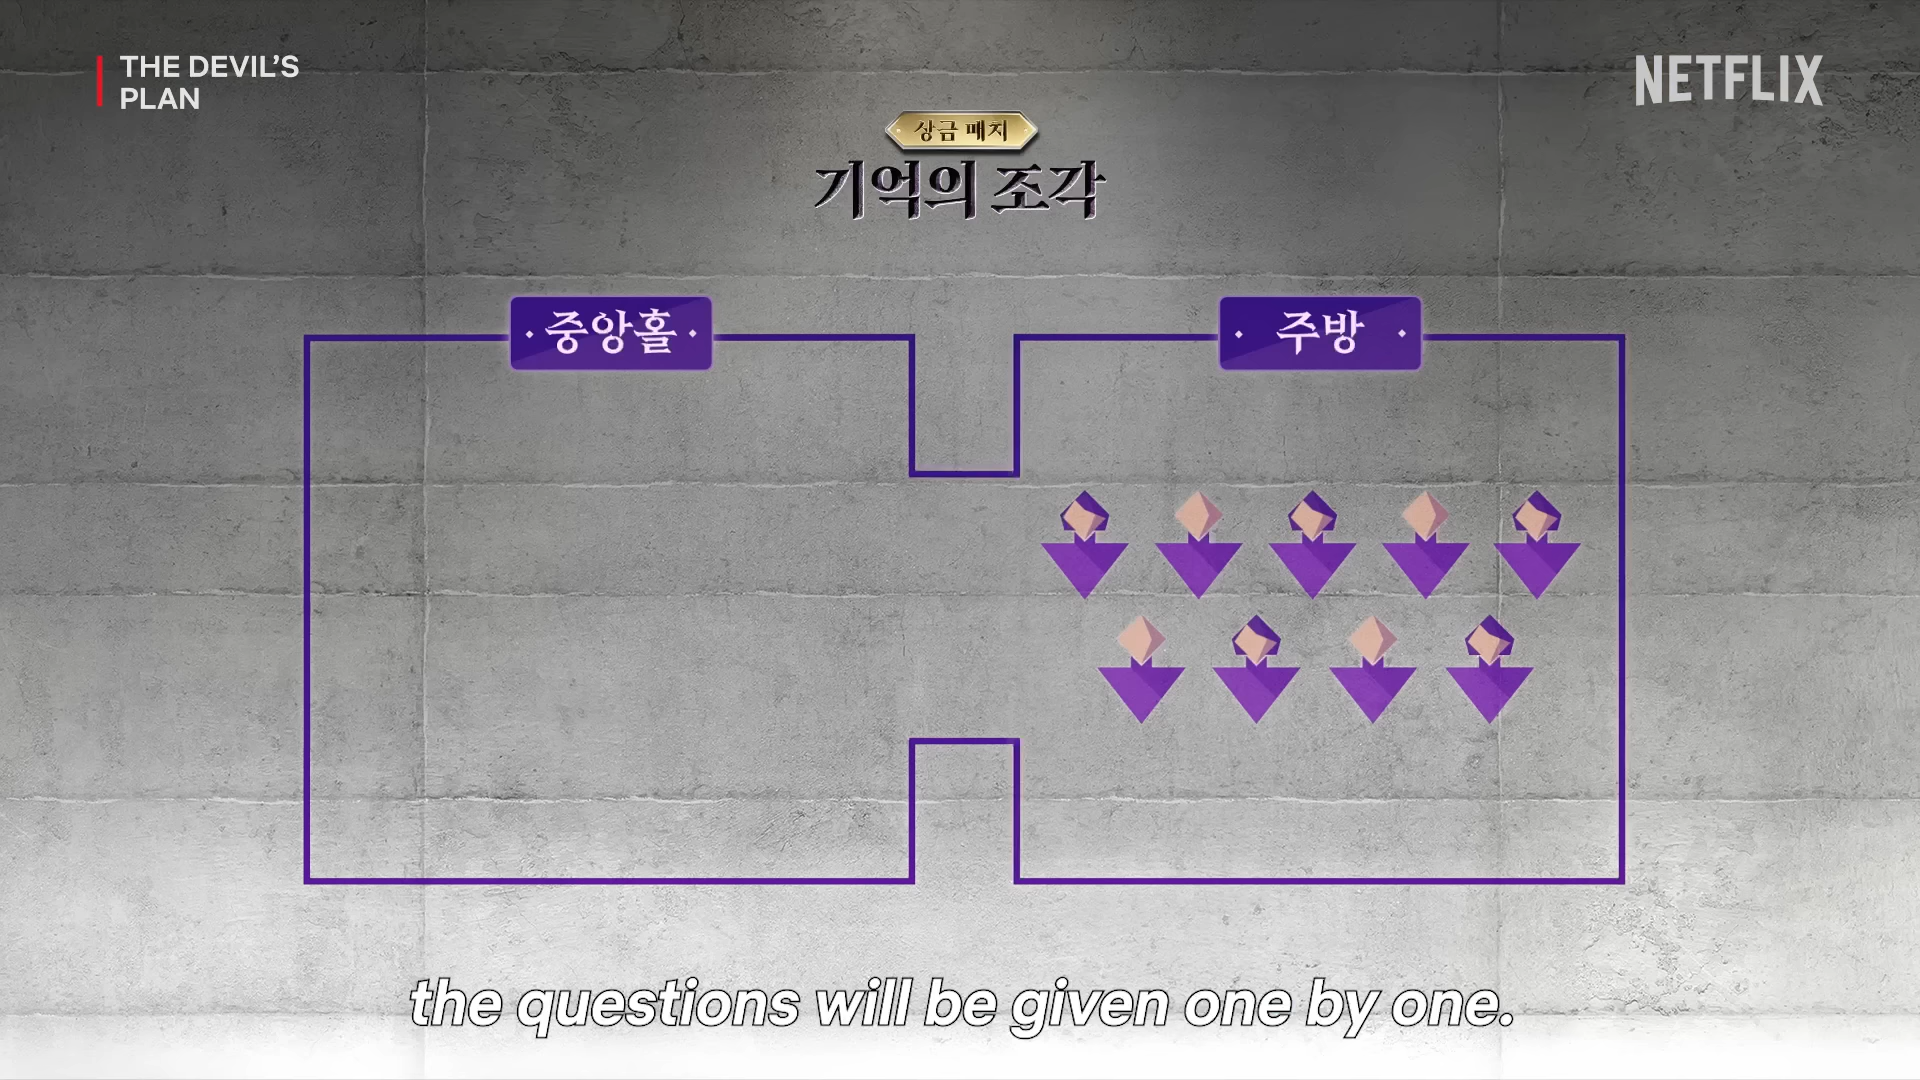 THE DEVIL'S
PLAN
NETFLIX
상금 매치
기억의 조각
중앙홀
주방
the questions will be given one by one.